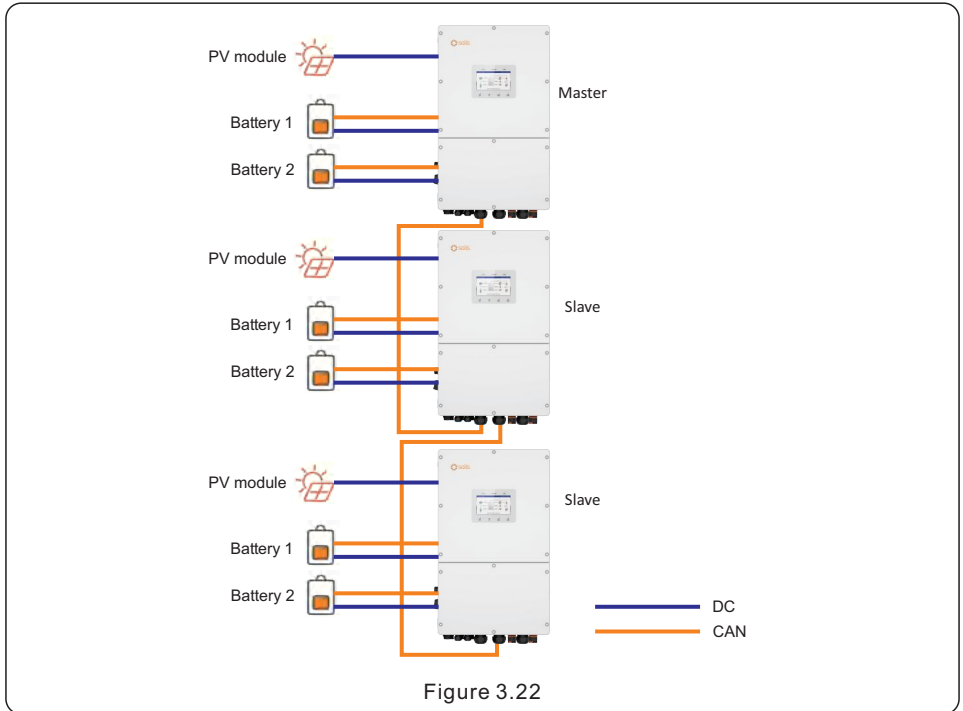 PV module
Master
Battery 1
Battery 2
PV module
Slave
Battery 1
Battery 2
PV module
Slave
Battery 1
Battery 2
DC
CAN
Figure 3.22